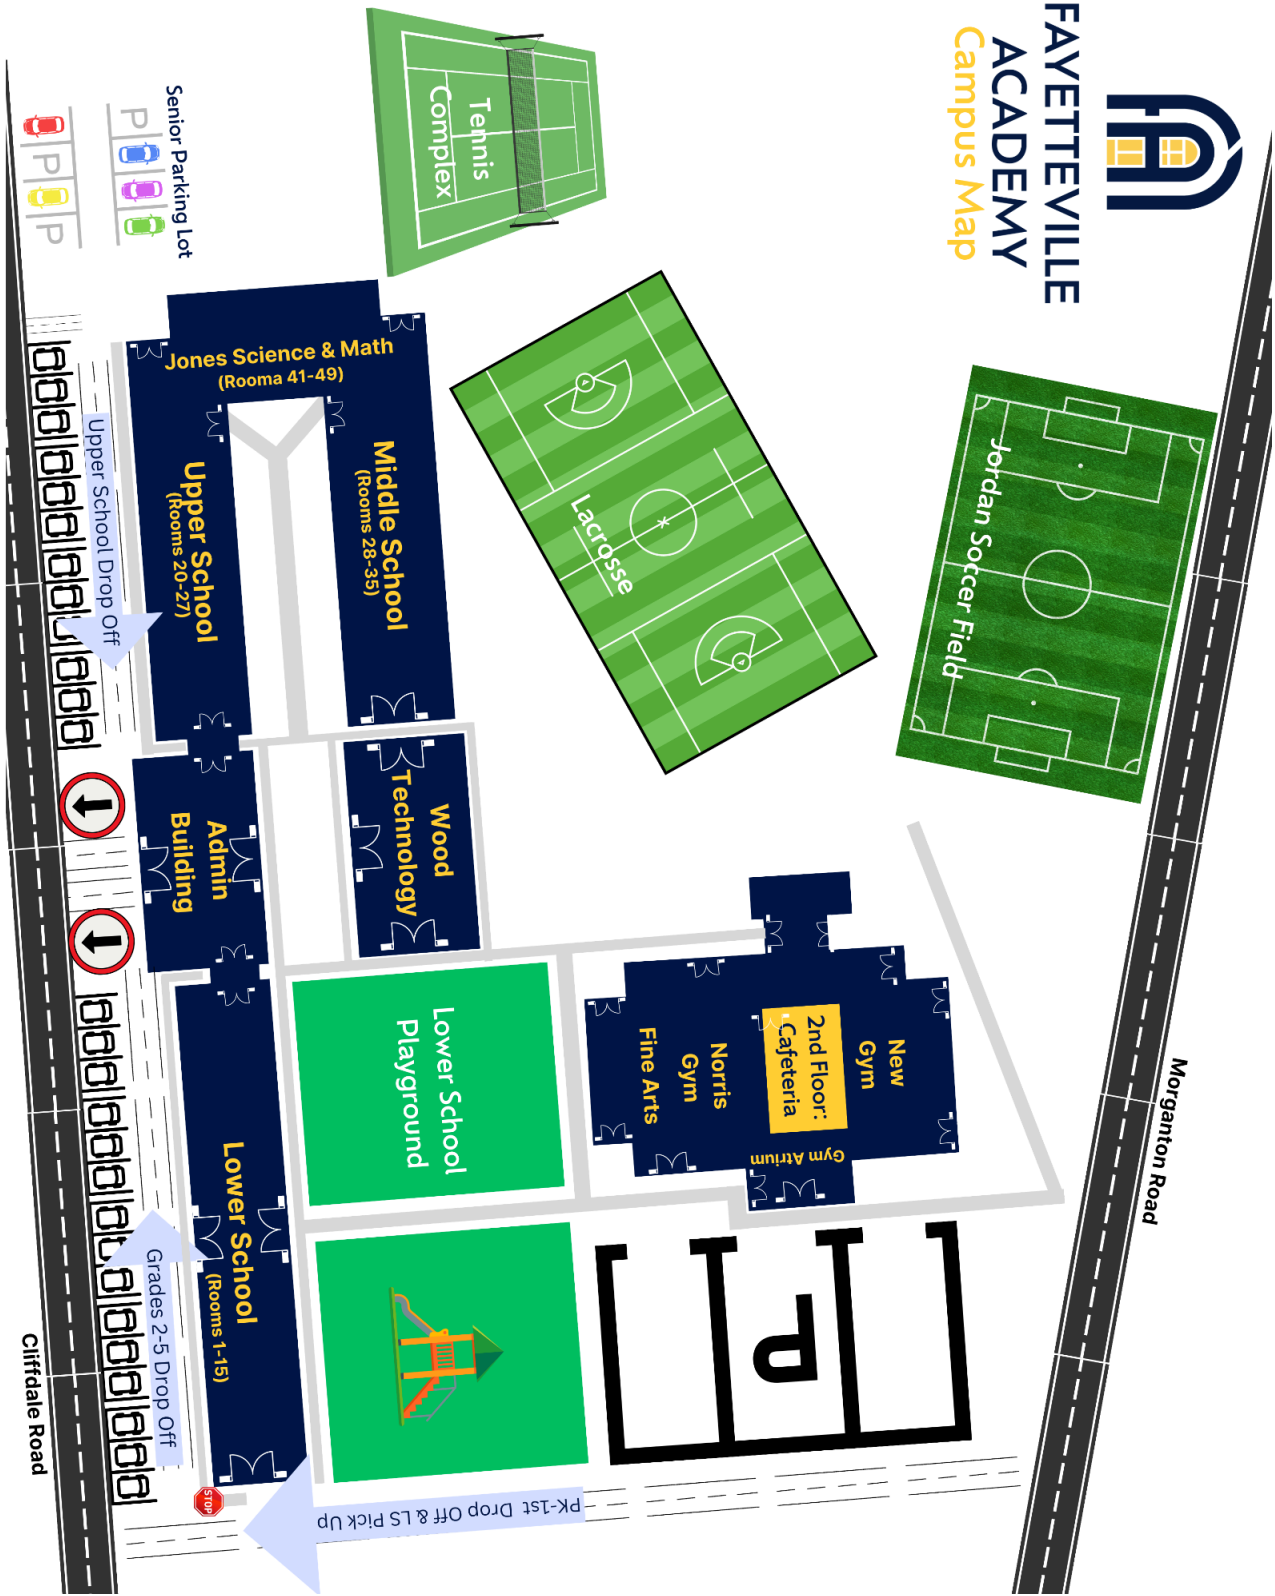 FAYETTEVILLE
ACADEMY
Campus Map
Morganton Road
Jordan Soccer Field
Lacrosse
Tennis
Complex
Senior Parking Lot
P
P
P
Jones Science & Math
(Rooma 41-49)
Middle School
(Rooms 28-35)
Upper School
(Rooms 20-27)
Upper School Drop Off
Wood
Technology
Admin
Building
New
Gym
2nd Floor:
Cafeteria
Norris
Gym
Fine Arts
Gym Atrium
Lower School
Playground
Lower School
(Rooms 1-15)
Grades 2-5 Drop Off
P
PK-1st Drop Off & LS Pick Up
STOP
Cliffdale Road